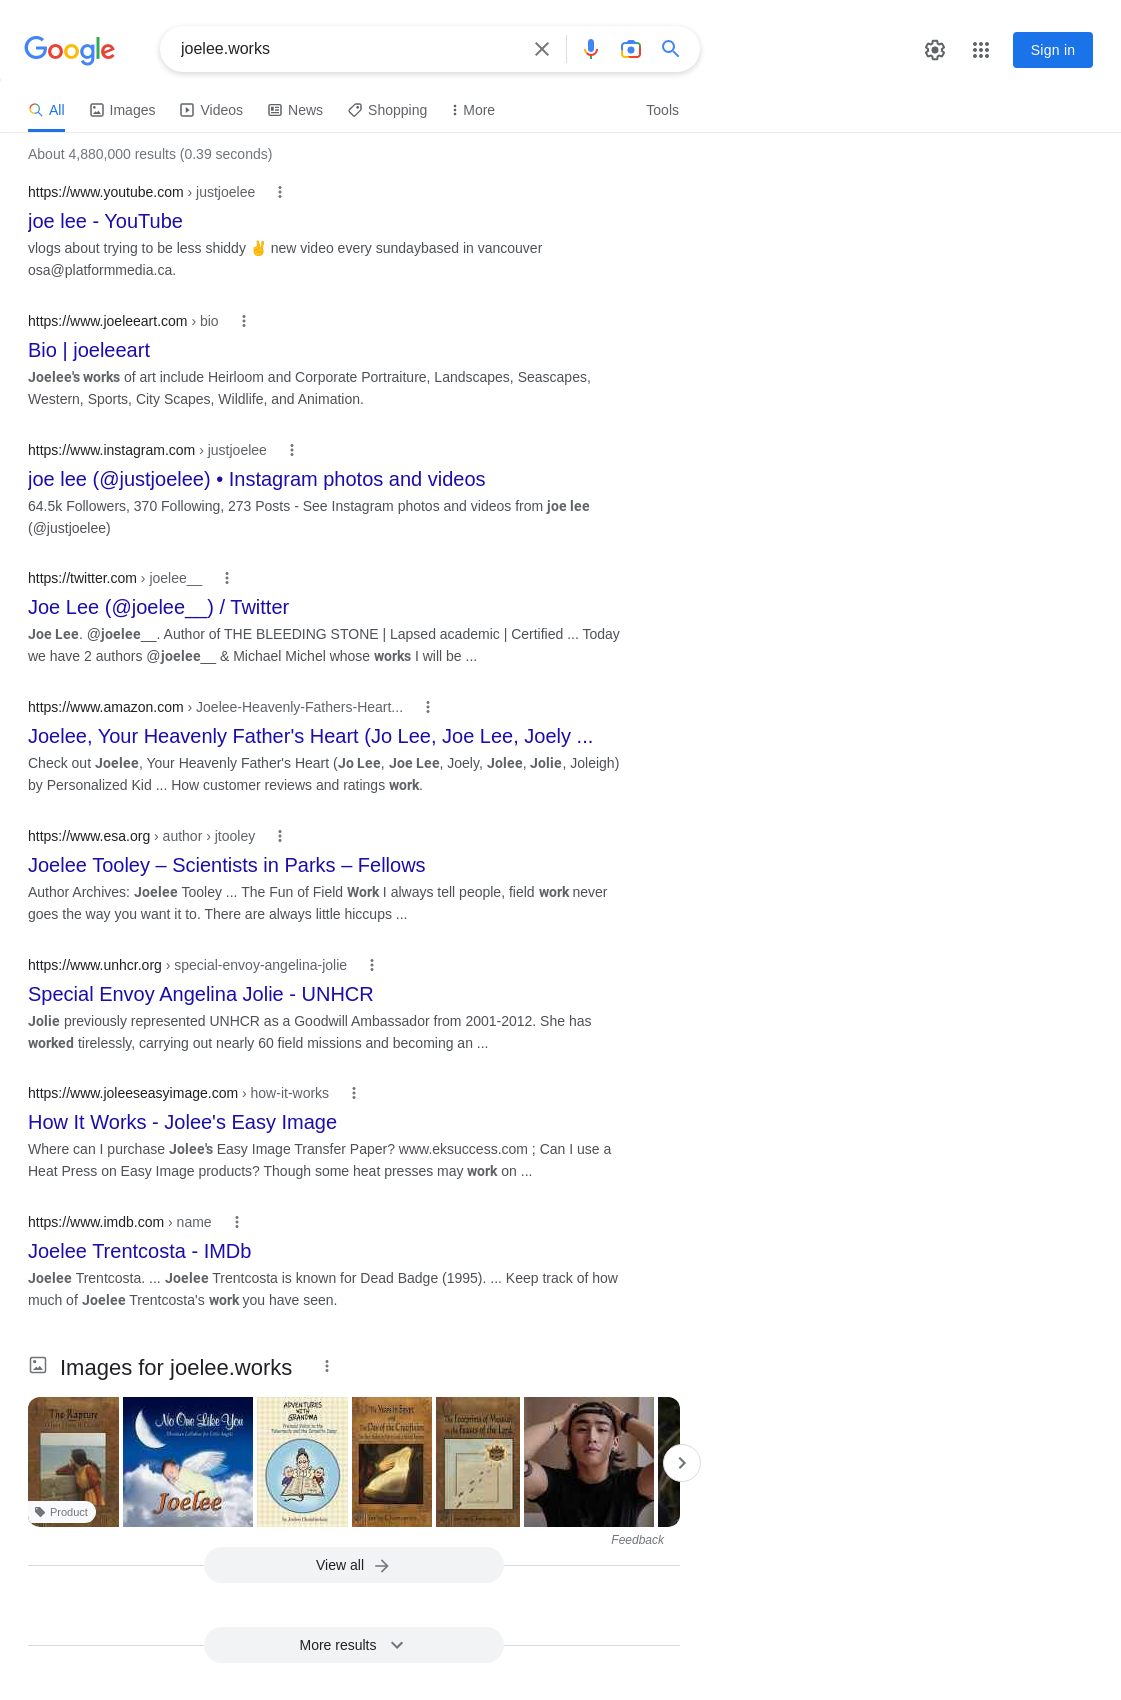 Google
joelee.works
Sign in
All
Images
Videos
News
Shopping
More
Tools
About 4,880,000 results (0.39 seconds)
https://www.youtube.com › justjoelee
joe lee - YouTube
vlogs about trying to be less shiddy ✌️ new video every sundaybased in vancouver
osa@platformmedia.ca.
https://www.joeleeart.com › bio
Bio | joeleeart
Joelee's works of art include Heirloom and Corporate Portraiture, Landscapes, Seascapes,
Western, Sports, City Scapes, Wildlife, and Animation.
https://www.instagram.com › justjoelee
joe lee (@justjoelee) • Instagram photos and videos
64.5k Followers, 370 Following, 273 Posts - See Instagram photos and videos from joe lee
(@justjoelee)
https://twitter.com › joelee__
Joe Lee (@joelee__) / Twitter
Joe Lee. @joelee__. Author of THE BLEEDING STONE | Lapsed academic | Certified ... Today
we have 2 authors @joelee__ & Michael Michel whose works I will be ...
https://www.amazon.com › Joelee-Heavenly-Fathers-Heart...
Joelee, Your Heavenly Father's Heart (Jo Lee, Joe Lee, Joely ...
Check out Joelee, Your Heavenly Father's Heart (Jo Lee, Joe Lee, Joely, Jolee, Jolie, Joleigh)
by Personalized Kid ... How customer reviews and ratings work.
https://www.esa.org › author › jtooley
Joelee Tooley – Scientists in Parks – Fellows
Author Archives: Joelee Tooley ... The Fun of Field Work I always tell people, field work never
goes the way you want it to. There are always little hiccups ...
https://www.unhcr.org › special-envoy-angelina-jolie
Special Envoy Angelina Jolie - UNHCR
Jolie previously represented UNHCR as a Goodwill Ambassador from 2001-2012. She has
worked tirelessly, carrying out nearly 60 field missions and becoming an ...
https://www.joleeseasyimage.com › how-it-works
How It Works - Jolee's Easy Image
Where can I purchase Jolee's Easy Image Transfer Paper? www.eksuccess.com ; Can I use a
Heat Press on Easy Image products? Though some heat presses may work on ...
https://www.imdb.com › name
Joelee Trentcosta - IMDb
Joelee Trentcosta. ... Joelee Trentcosta is known for Dead Badge (1995). ... Keep track of how
much of Joelee Trentcosta's work you have seen.
Images for joelee.works
The Rapture
No One Like You
Joelee
ADVENTURES
WITH
GRANDMA
by Joelee Chamberlain
The Years in Egypt
and
The Day of the Crucifixion
The Footprints of Messiah
in the Feasts of the Lord
Product
Feedback
View all
More results